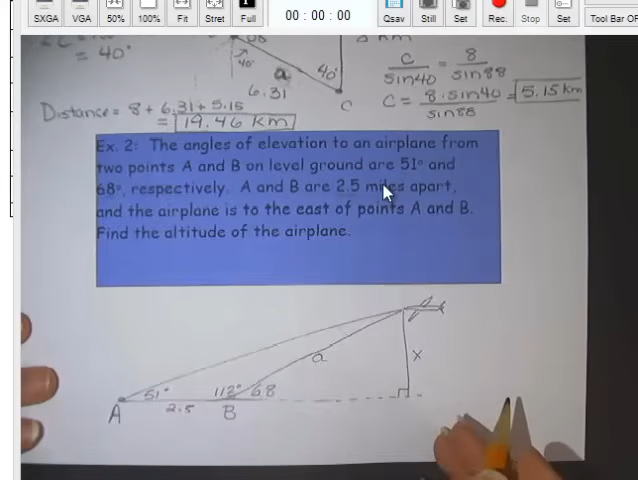 SXGA VGA 50% 100% Fit Stret Full 00 : 00 : 00 Qsav Still Set Rec. Stop Set Tool Bar Of
= 40°
40°
a
6.31
40°
C
km
c/sin40 = 8/sin88
c = 8·sin40/sin88 = 5.15 km
Distance = 8 + 6.31 + 5.15
= 19.46 km
Ex. 2: The angles of elevation to an airplane from
two points A and B on level ground are 51° and
68°, respectively. A and B are 2.5 miles apart,
and the airplane is to the east of points A and B.
Find the altitude of the airplane.
a
x
51° 112° 68
A 2.5 B